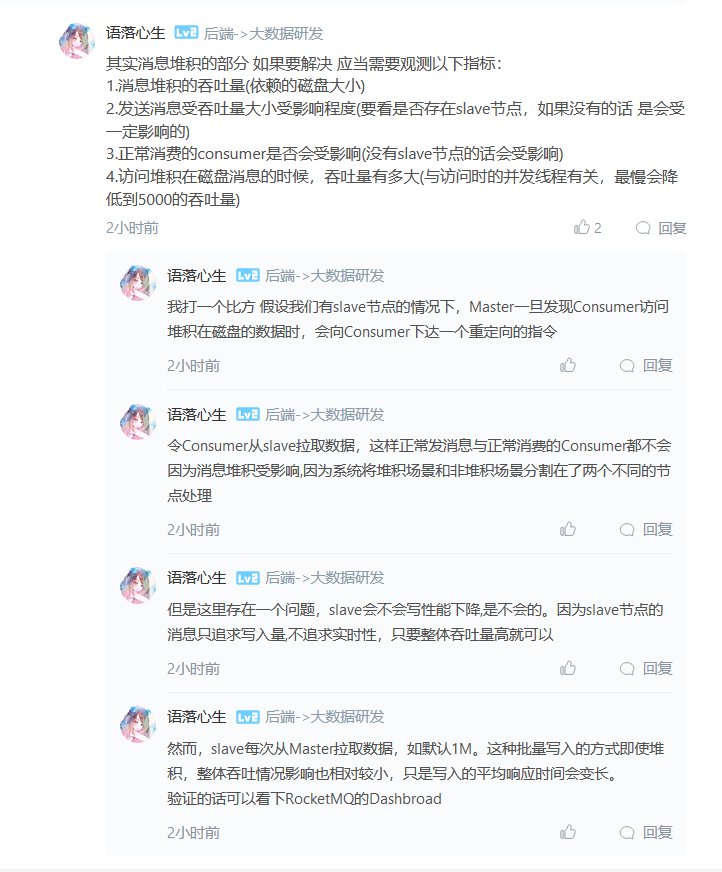 语落心生 Lv2 后端->大数据研发
其实消息堆积的部分 如果要解决 应当需要观测以下指标:
1.消息堆积的吞吐量(依赖的磁盘大小)
2.发送消息受吞吐量大小受影响程度(要看是否存在slave节点，如果没有的话 是会受
一定影响的)
3.正常消费的consumer是否会受影响(没有slave节点的话会受影响)
4.访问堆积在磁盘消息的时候，吞吐量有多大(与访问时的并发线程有关，最慢会降
低到5000的吞吐量)
2小时前 2 回复
语落心生 Lv2 后端->大数据研发
我打一个比方 假设我们有slave节点的情况下，Master一旦发现Consumer访问
堆积在磁盘的数据时，会向Consumer下达一个重定向的指令
2小时前 回复
语落心生 Lv2 后端->大数据研发
令Consumer从slave拉取数据，这样正常发消息与正常消费的Consumer都不会
因为消息堆积受影响,因为系统将堆积场景和非堆积场景分割在了两个不同的节
点处理
2小时前 回复
语落心生 Lv2 后端->大数据研发
但是这里存在一个问题，slave会不会写性能下降,是不会的。因为slave节点的
消息只追求写入量,不追求实时性，只要整体吞吐量高就可以
2小时前 回复
语落心生 Lv2 后端->大数据研发
然而，slave每次从Master拉取数据，如默认1M。这种批量写入的方式即使堆
积，整体吞吐情况影响也相对较小，只是写入的平均响应时间会变长。
验证的话可以看下RocketMQ的Dashbroad
2小时前 回复